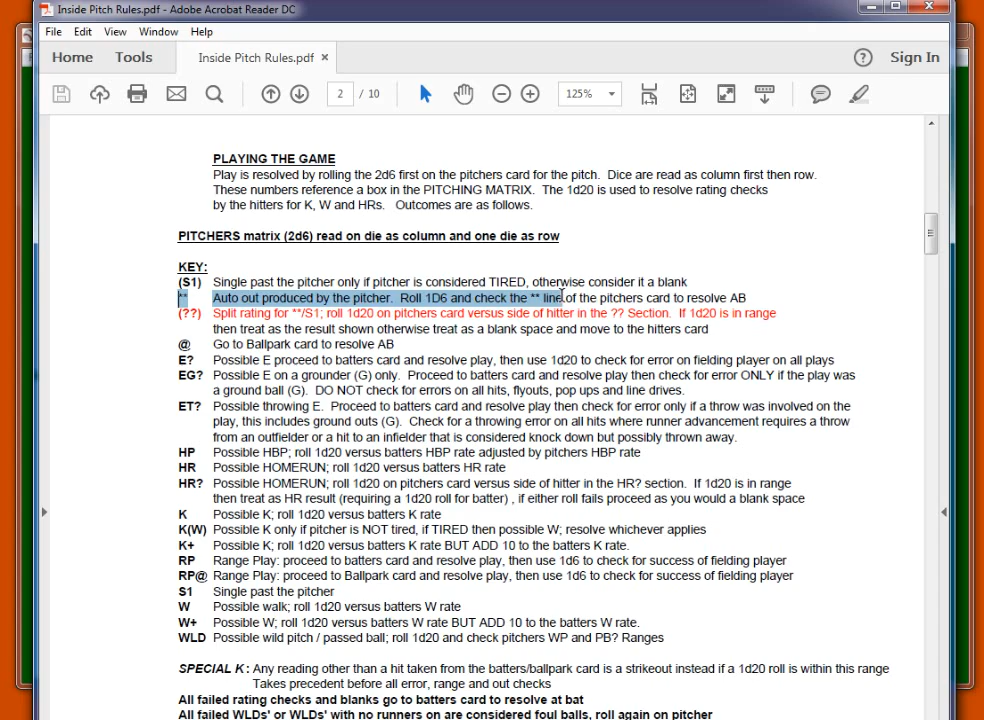 Inside Pitch Rules.pdf - Adobe Acrobat Reader DC
File Edit View Window Help
Home Tools Inside Pitch Rules.pdf × Sign In
2 / 10 125%
PLAYING THE GAME
Play is resolved by rolling the 2d6 first on the pitchers card for the pitch. Dice are read as column first then row.
These numbers reference a box in the PITCHING MATRIX. The 1d20 is used to resolve rating checks
by the hitters for K, W and HRs. Outcomes are as follows.
PITCHERS matrix (2d6) read on die as column and one die as row
KEY:
(S1) Single past the pitcher only if pitcher is considered TIRED, otherwise consider it a blank
** Auto out produced by the pitcher. Roll 1D6 and check the ** line of the pitchers card to resolve AB
(??) Split rating for **/S1; roll 1d20 on pitchers card versus side of hitter in the ?? Section. If 1d20 is in range
then treat as the result shown otherwise treat as a blank space and move to the hitters card
@ Go to Ballpark card to resolve AB
E? Possible E proceed to batters card and resolve play, then use 1d20 to check for error on fielding player on all plays
EG? Possible E on a grounder (G) only. Proceed to batters card and resolve play then check for error ONLY if the play was
a ground ball (G). DO NOT check for errors on all hits, flyouts, pop ups and line drives.
ET? Possible throwing E. Proceed to batters card and resolve play then check for error only if a throw was involved on the
play, this includes ground outs (G). Check for a throwing error on all hits where runner advancement requires a throw
from an outfielder or a hit to an infielder that is considered knock down but possibly thrown away.
HP Possible HBP; roll 1d20 versus batters HBP rate adjusted by pitchers HBP rate
HR Possible HOMERUN; roll 1d20 versus batters HR rate
HR? Possible HOMERUN; roll 1d20 on pitchers card versus side of hitter in the HR? section. If 1d20 is in range
then treat as HR result (requiring a 1d20 roll for batter) , if either roll fails proceed as you would a blank space
K Possible K; roll 1d20 versus batters K rate
K(W) Possible K only if pitcher is NOT tired, if TIRED then possible W; resolve whichever applies
K+ Possible K; roll 1d20 versus batters K rate BUT ADD 10 to the batters K rate.
RP Range Play: proceed to batters card and resolve play, then use 1d6 to check for success of fielding player
RP@ Range Play: proceed to Ballpark card and resolve play, then use 1d6 to check for success of fielding player
S1 Single past the pitcher
W Possible walk; roll 1d20 versus batters W rate
W+ Possible W; roll 1d20 versus batters W rate BUT ADD 10 to the batters W rate.
WLD Possible wild pitch / passed ball; roll 1d20 and check pitchers WP and PB? Ranges
SPECIAL K : Any reading other than a hit taken from the batters/ballpark card is a strikeout instead if a 1d20 roll is within this range
Takes precedent before all error, range and out checks
All failed rating checks and blanks go to batters card to resolve at bat
All failed WLDs' or WLDs' with no runners on are considered foul balls, roll again on pitcher